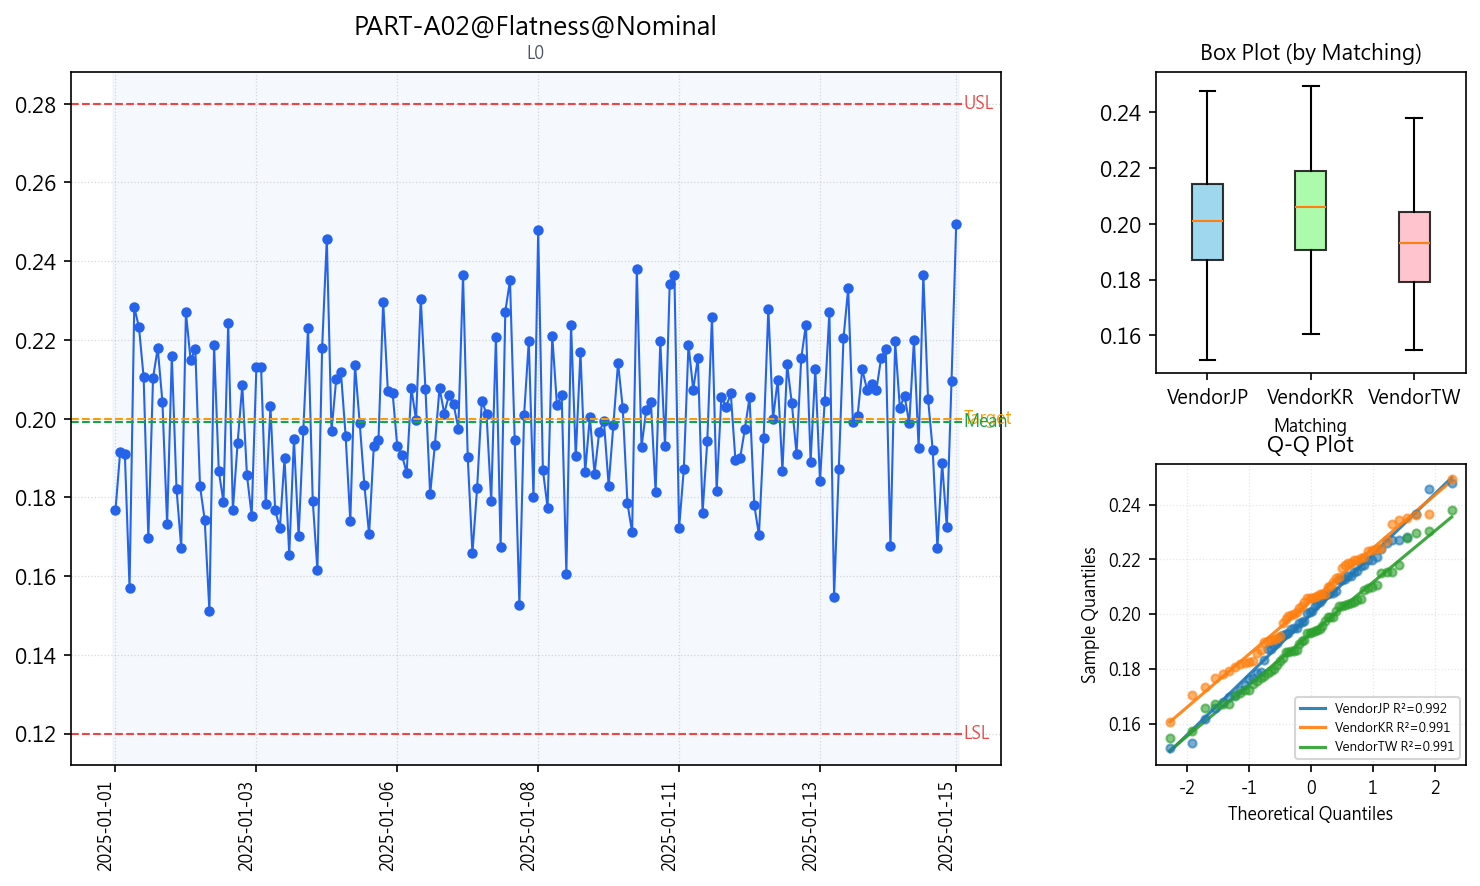 PART-A02@Flatness@Nominal
L0
0.28
0.26
0.24
0.22
0.20
0.18
0.16
0.14
0.12
USL
Target
Mean
LSL
2025-01-01
2025-01-03
2025-01-06
2025-01-08
2025-01-11
2025-01-13
2025-01-15
Box Plot (by Matching)
0.24
0.22
0.20
0.18
0.16
VendorJP
VendorKR
VendorTW
Matching
Q-Q Plot
Sample Quantiles
0.24
0.22
0.20
0.18
0.16
VendorJP R²=0.992
VendorKR R²=0.991
VendorTW R²=0.991
-2
-1
0
1
2
Theoretical Quantiles